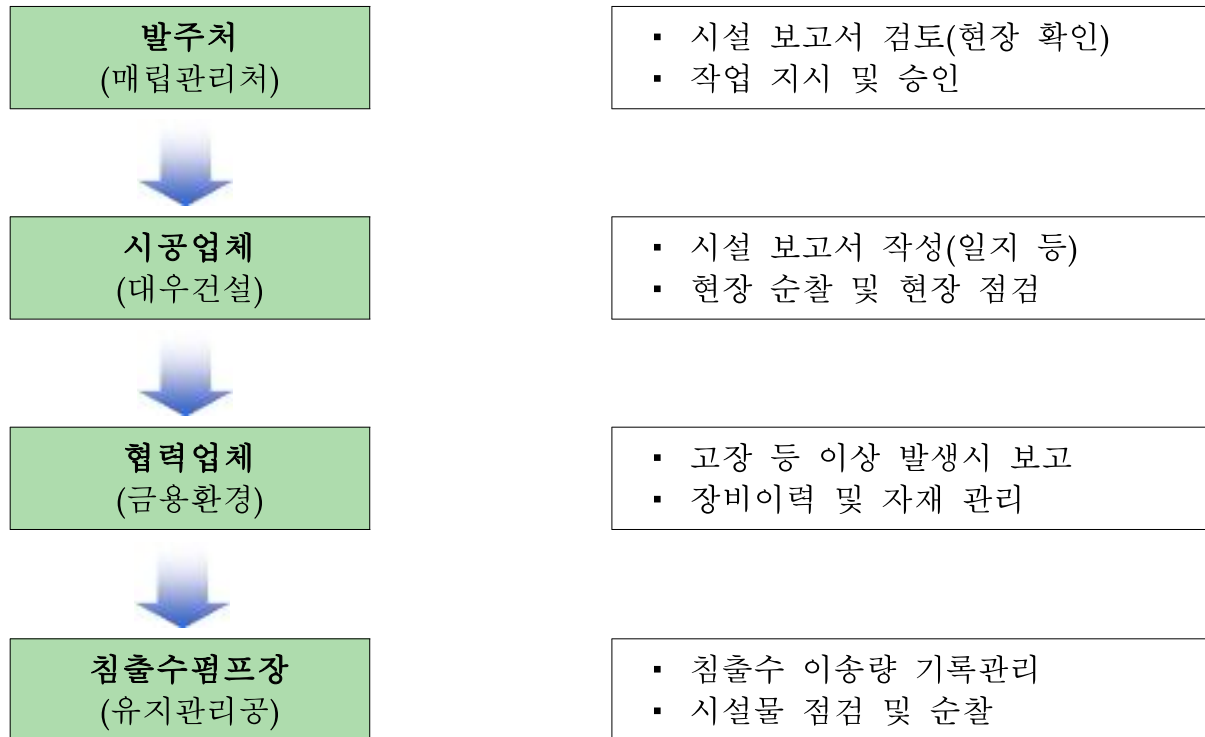 발주처
(매립관리처)
▪ 시설 보고서 검토(현장 확인)
▪ 작업 지시 및 승인
시공업체
(대우건설)
▪ 시설 보고서 작성(일지 등)
▪ 현장 순찰 및 현장 점검
협력업체
(금용환경)
▪ 고장 등 이상 발생시 보고
▪ 장비이력 및 자재 관리
침출수펌프장
(유지관리공)
▪ 침출수 이송량 기록관리
▪ 시설물 점검 및 순찰